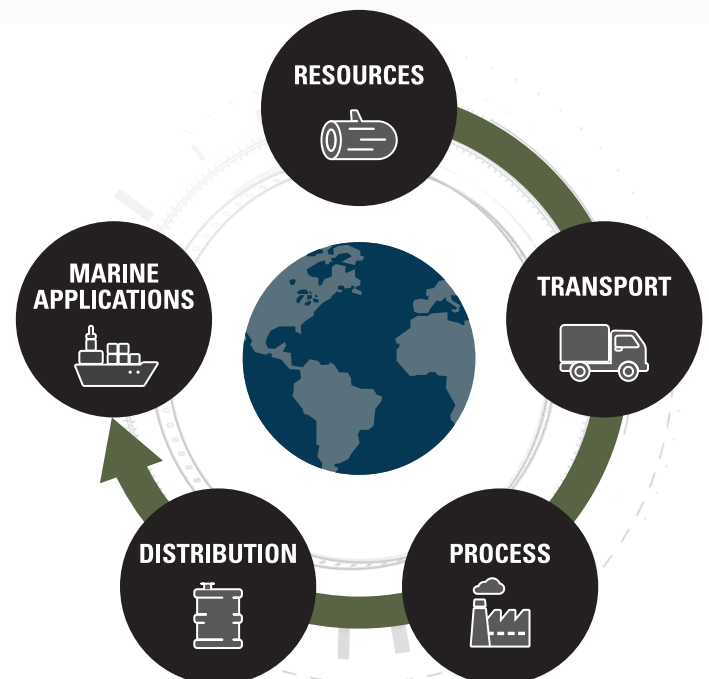 RESOURCES
TRANSPORT
PROCESS
DISTRIBUTION
MARINE
APPLICATIONS